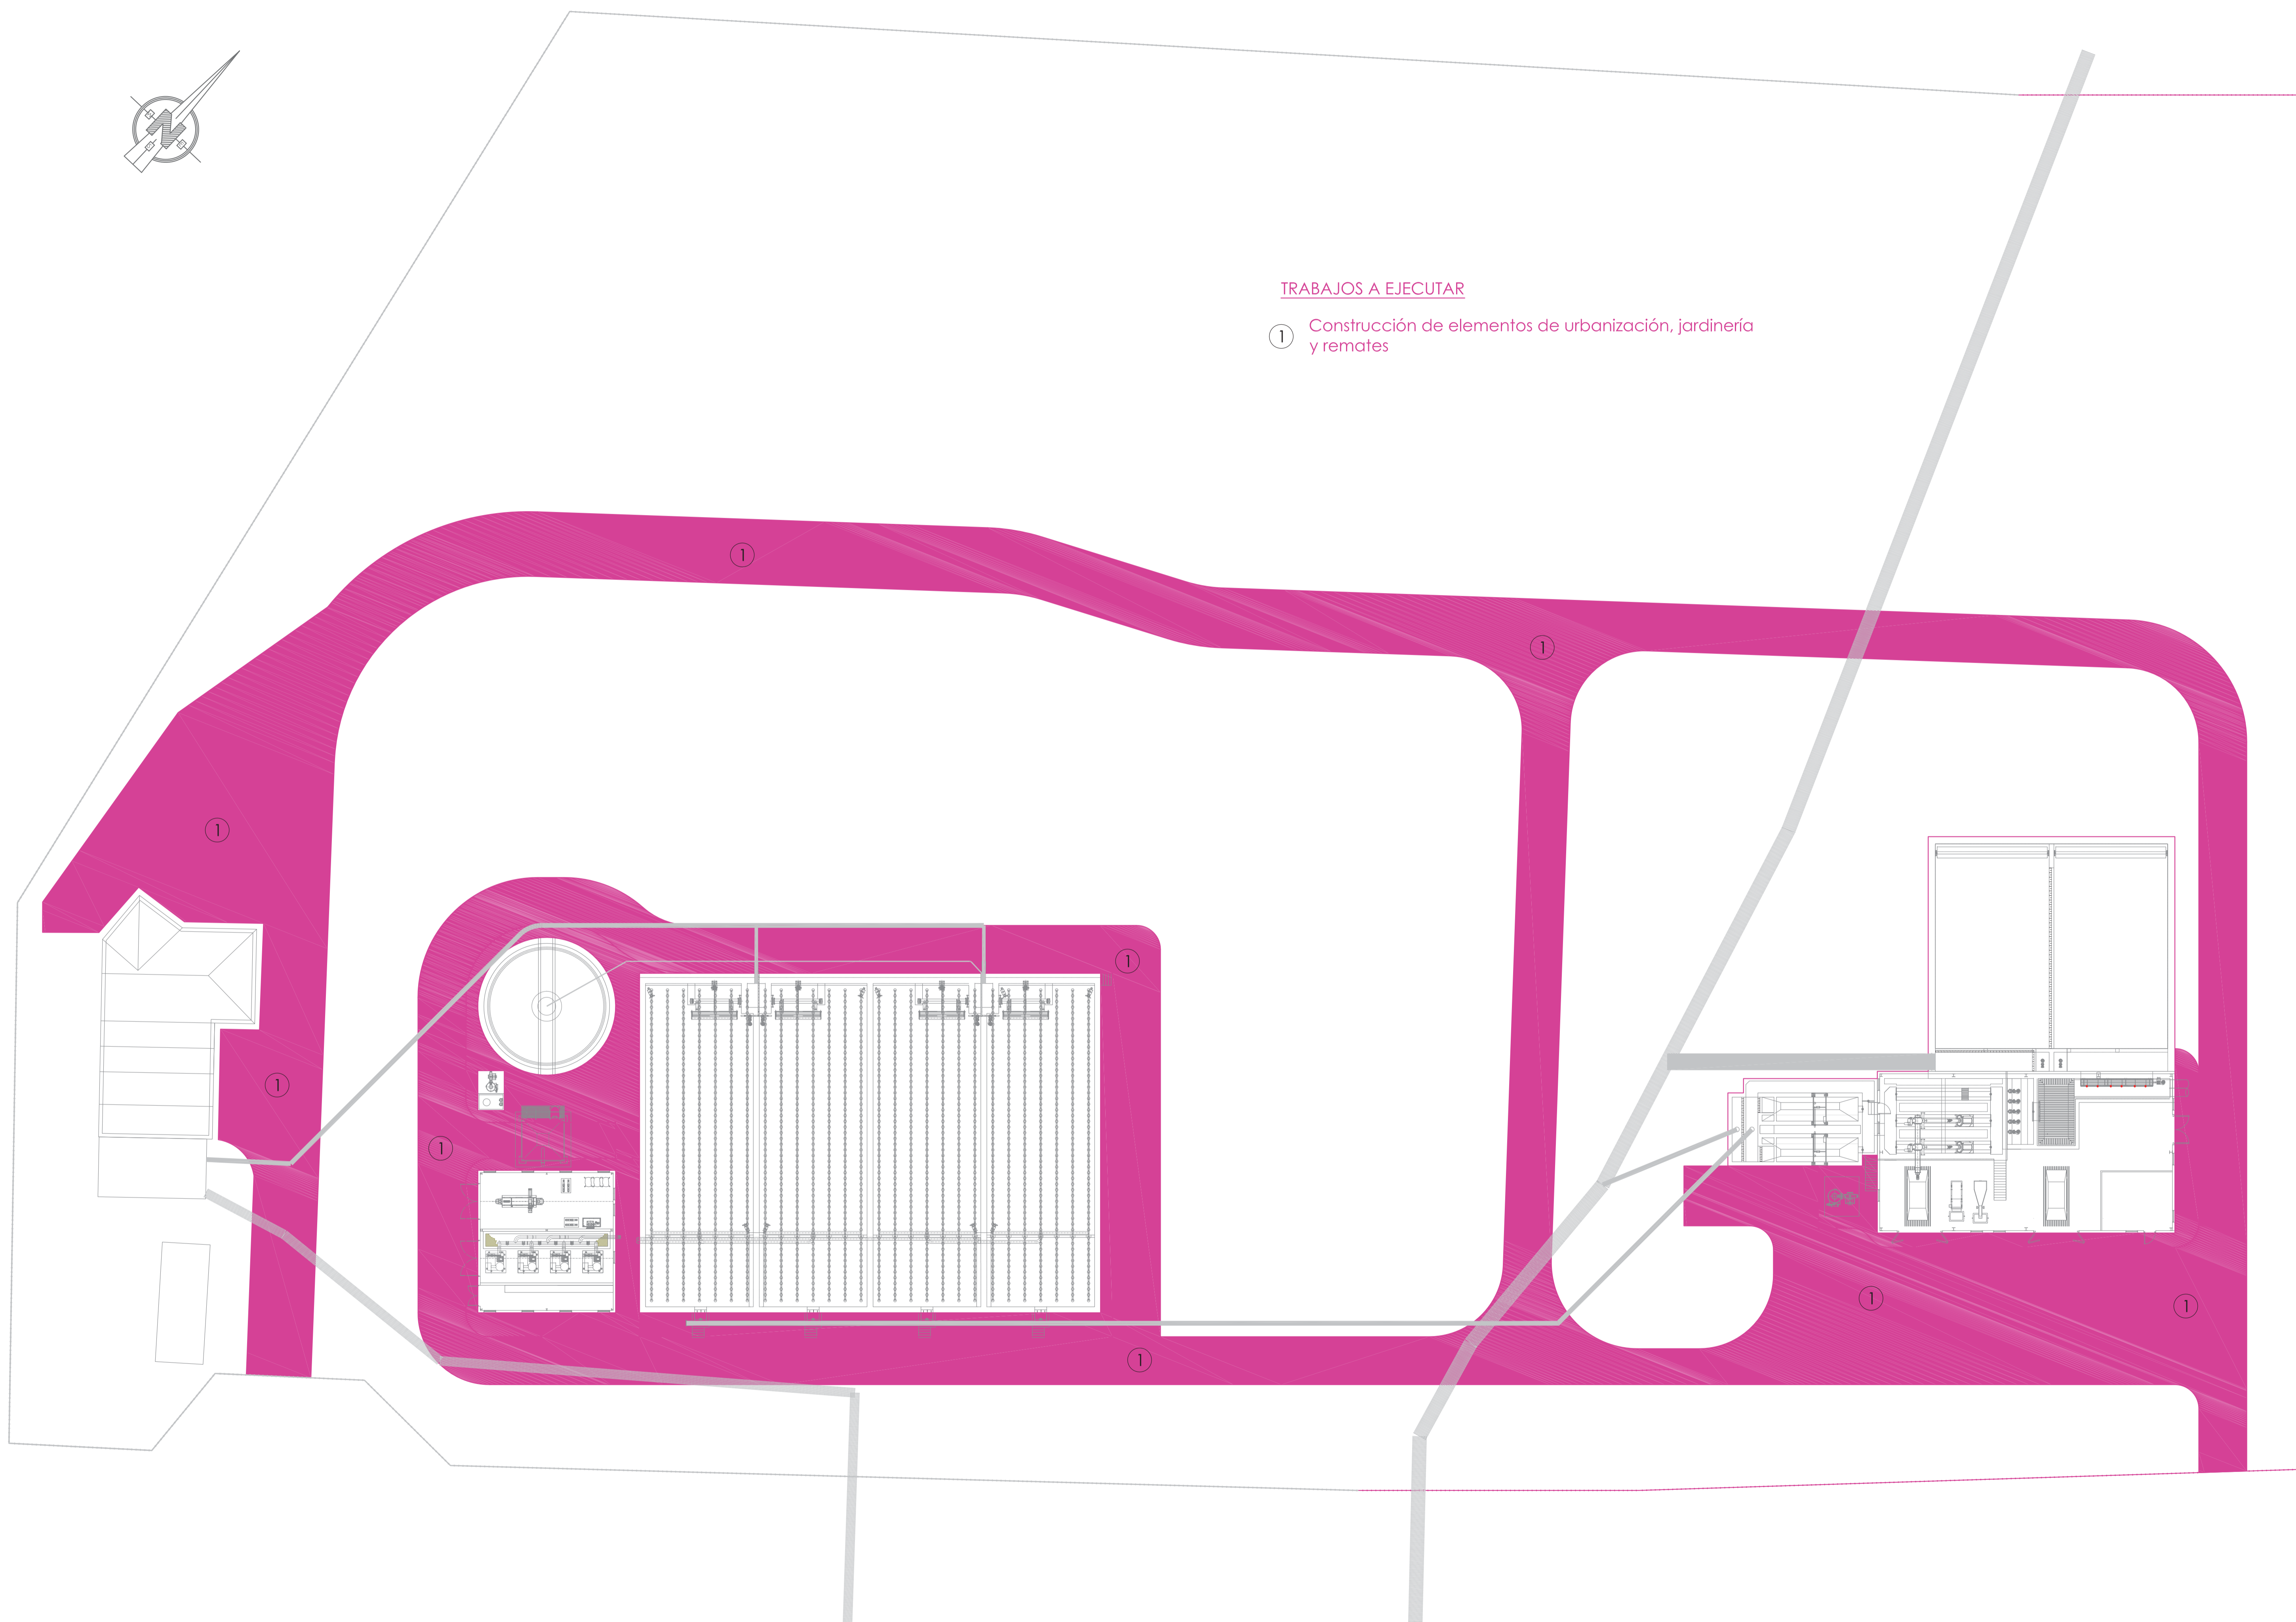 N
TRABAJOS A EJECUTAR
1 Construcción de elementos de urbanización, jardinería
y remates
1
1
1
1
1
1
1
1
1